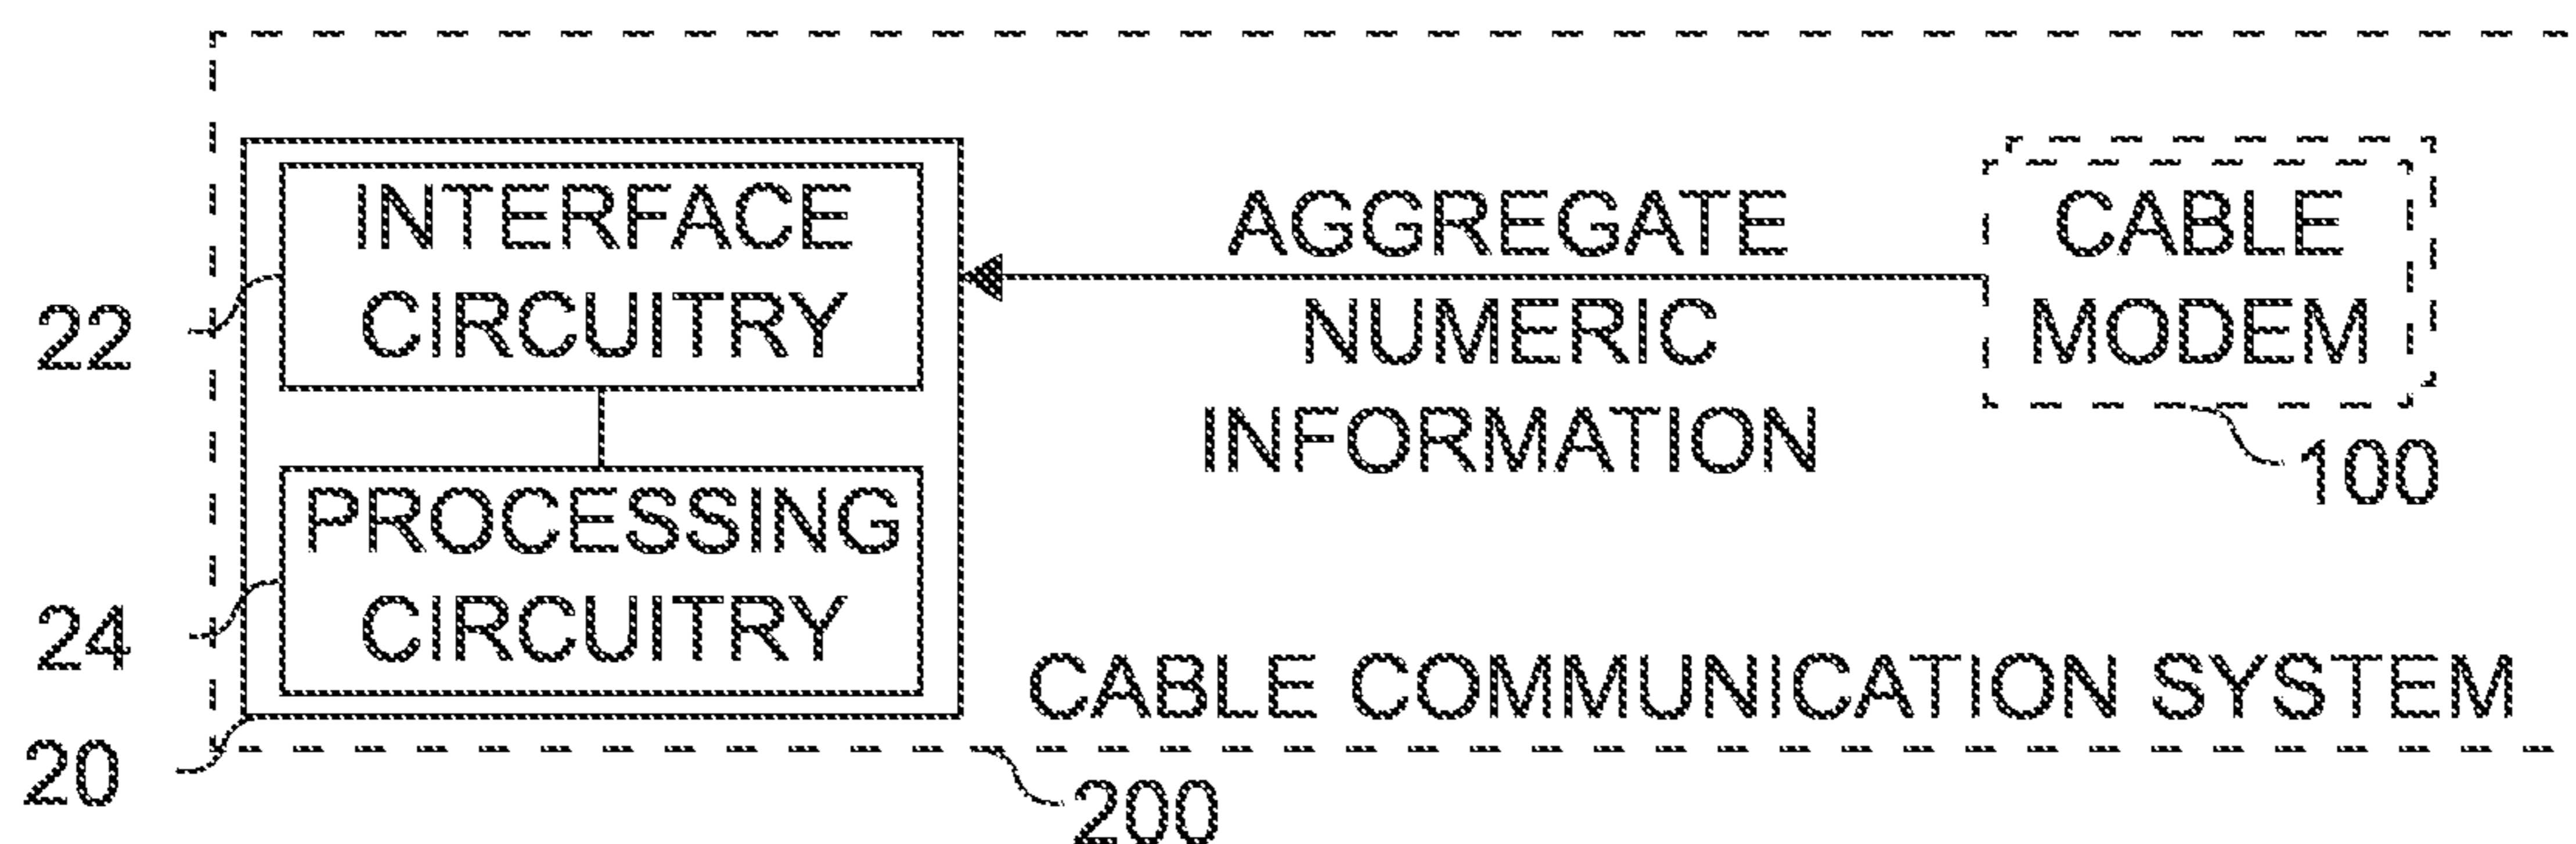 INTERFACE
CIRCUITRY
22
PROCESSING
CIRCUITRY
24
20
AGGREGATE
NUMERIC
INFORMATION
CABLE
MODEM
100
CABLE COMMUNICATION SYSTEM
200